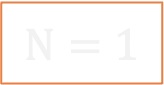 N = 1